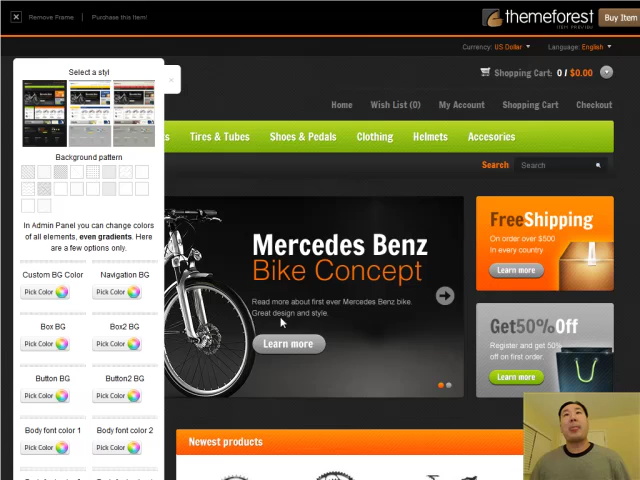 Remove Frame
Purchase this Item!
themeforest
ITEM PREVIEW
Buy Item
Currency: US Dollar
Language: English
Select a styl
Shopping Cart: 0 / $0.00
Home
Wish List (0)
My Account
Shopping Cart
Checkout
s
Tires & Tubes
Shoes & Pedals
Clothing
Helmets
Accesories
Search
Search
Background pattern
In Admin Panel you can change colors
of all elements, even gradients. Here
are a few options only.
Custom BG Color
Navigation BG
Pick Color
Pick Color
Box BG
Box2 BG
Pick Color
Pick Color
Button BG
Button2 BG
Pick Color
Pick Color
Body font color 1
Body font color 2
Pick Color
Pick Color
Mercedes Benz
Bike Concept
Read more about first ever Mercedes Benz bike.
Great design and style.
Learn more
FreeShipping
On order over $500
In every country
Learn more
Get50%Off
Register and get 50%
off on first order.
Learn more
Newest products